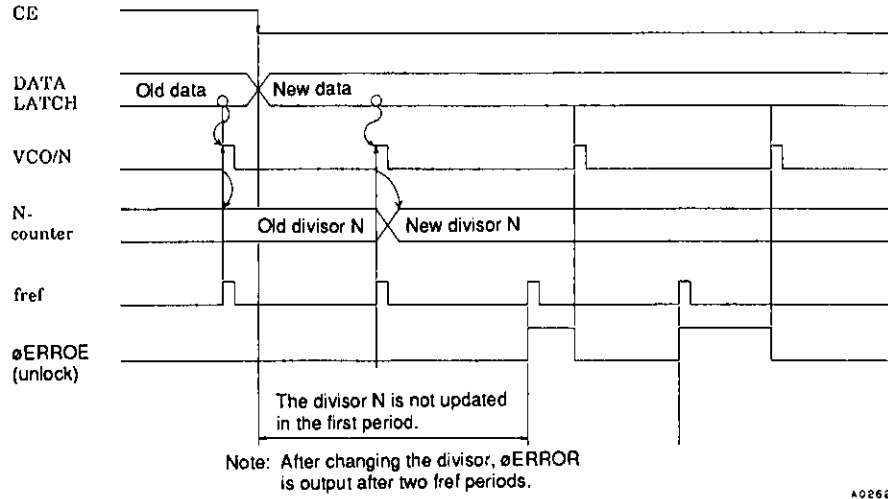 CE
DATA
LATCH
Old data
New data
VCO/N
N-
counter
Old divisor N
New divisor N
fref
øERROE
(unlock)
The divisor N is not updated
in the first period.
Note: After changing the divisor, øERROR
is output after two fref periods.
A0262